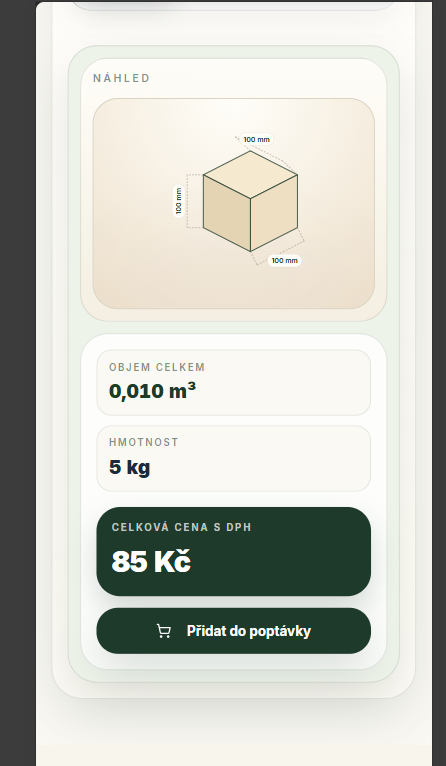 NÁHLED
100 mm
100 mm
100 mm
OBJEM CELKEM
0,010 m³
HMOTNOST
5 kg
CELKOVÁ CENA S DPH
85 Kč
Přidat do poptávky